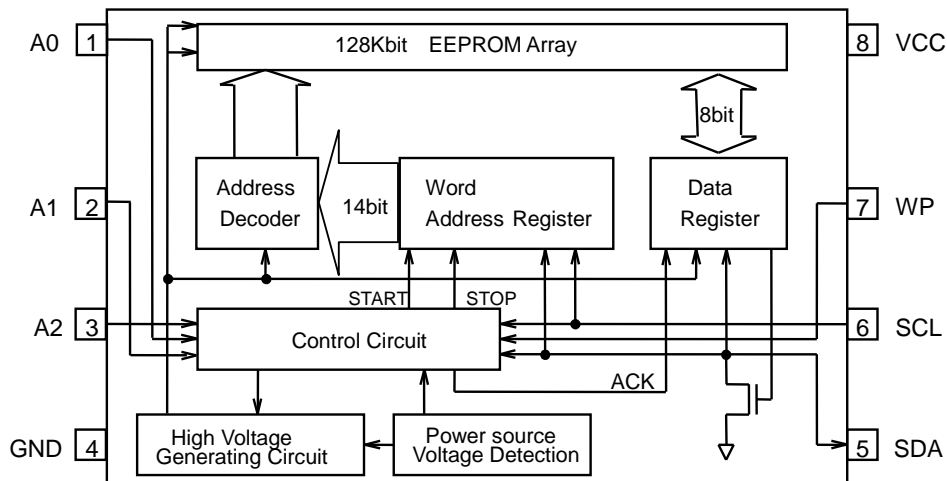 A0 1
128Kbit EEPROM Array
8 VCC
8bit
A1 2
Address
Decoder
14bit
Word
Address Register
Data
Register
7 WP
START
STOP
A2 3
Control Circuit
6 SCL
ACK
GND 4
High Voltage
Generating Circuit
Power source
Voltage Detection
5 SDA